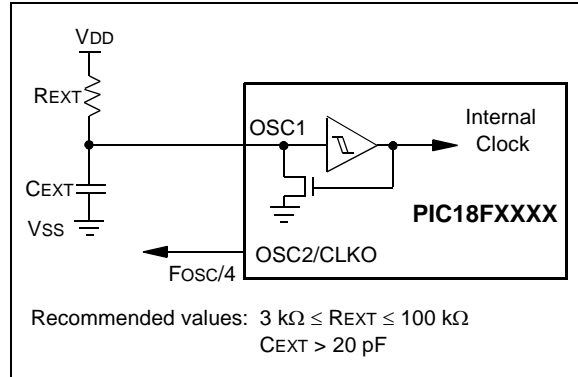 VDD
REXT
OSC1
Internal
Clock
CEXT
PIC18FXXXX
VSS
OSC2/CLKO
FOSC/4
Recommended values: 3 kΩ ≤ REXT ≤ 100 kΩ
CEXT > 20 pF